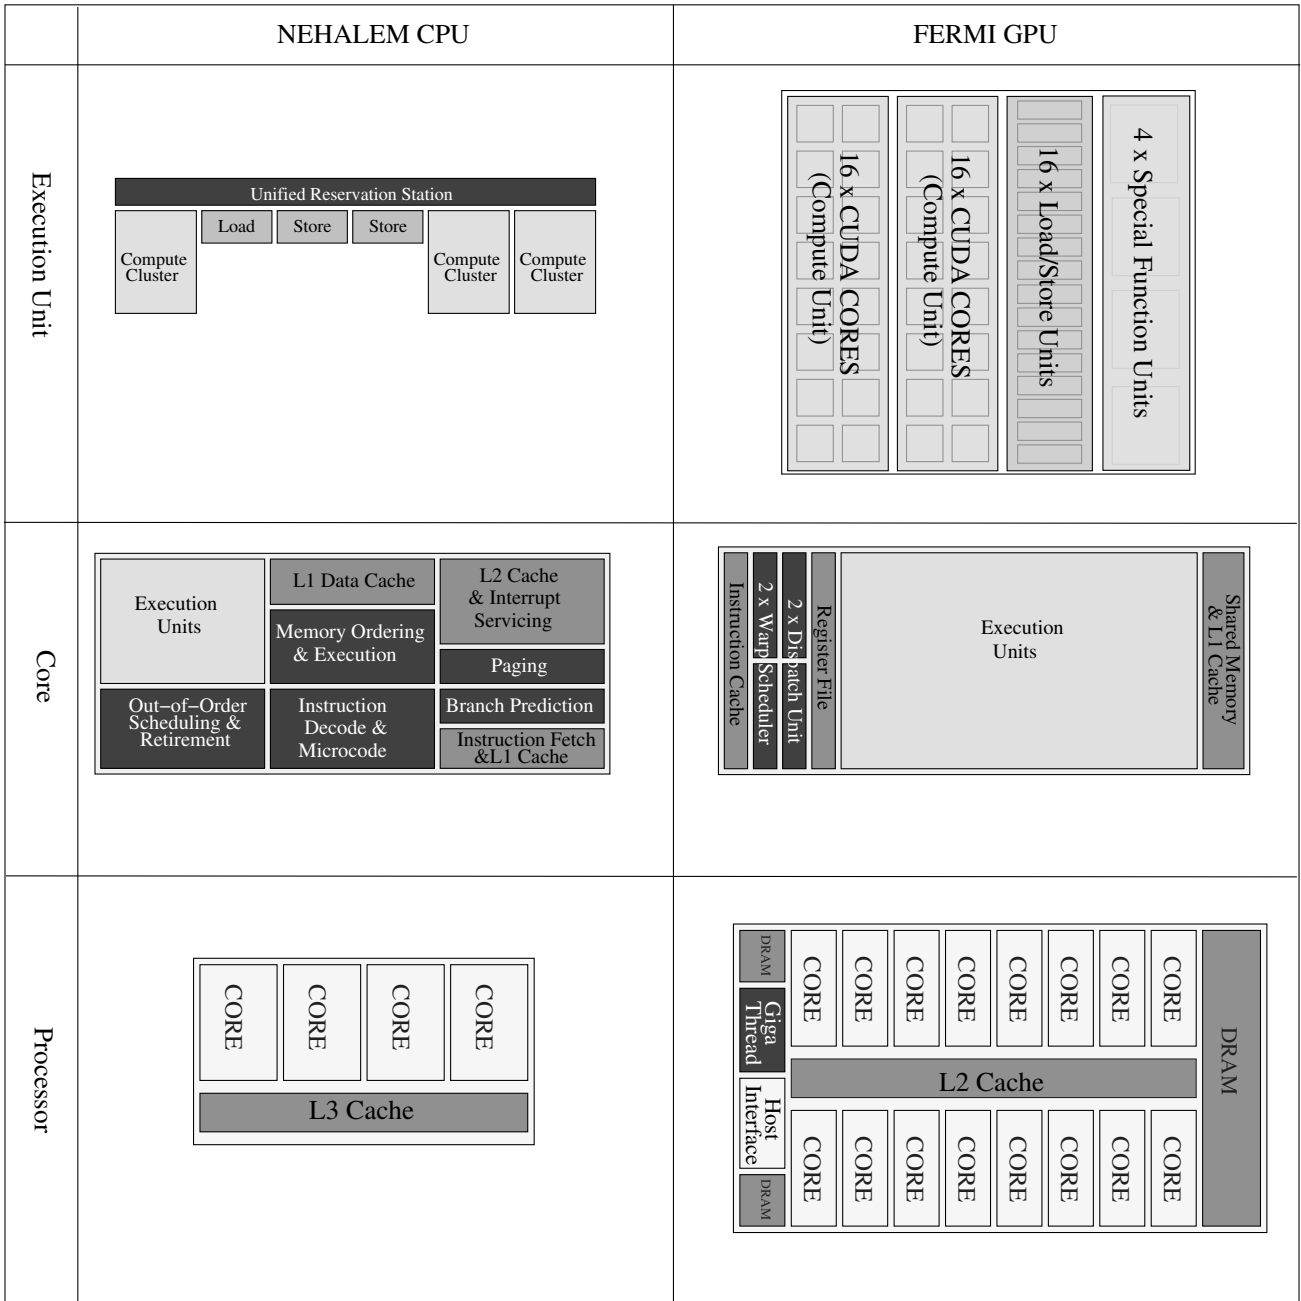 NEHALEM CPU
FERMI GPU
Execution Unit
Unified Reservation Station
Compute
Cluster
Load
Store
Store
Compute
Cluster
Compute
Cluster
16 x CUDA CORES
(Compute Unit)
16 x CUDA CORES
(Compute Unit)
16 x Load/Store Units
4 x Special Function Units
Core
Execution
Units
L1 Data Cache
L2 Cache
& Interrupt
Servicing
Memory Ordering
& Execution
Paging
Out−of−Order
Scheduling &
Retirement
Instruction
Decode &
Microcode
Branch Prediction
Instruction Fetch
&L1 Cache
Instruction Cache
2 x Warp Scheduler
2 x Dispatch Unit
Register File
Execution
Units
Shared Memory
& L1 Cache
Processor
CORE
CORE
CORE
CORE
L3 Cache
DRAM
Giga
Thread
Host
Interface
DRAM
CORE
CORE
CORE
CORE
CORE
CORE
CORE
CORE
L2 Cache
CORE
CORE
CORE
CORE
CORE
CORE
CORE
CORE
DRAM